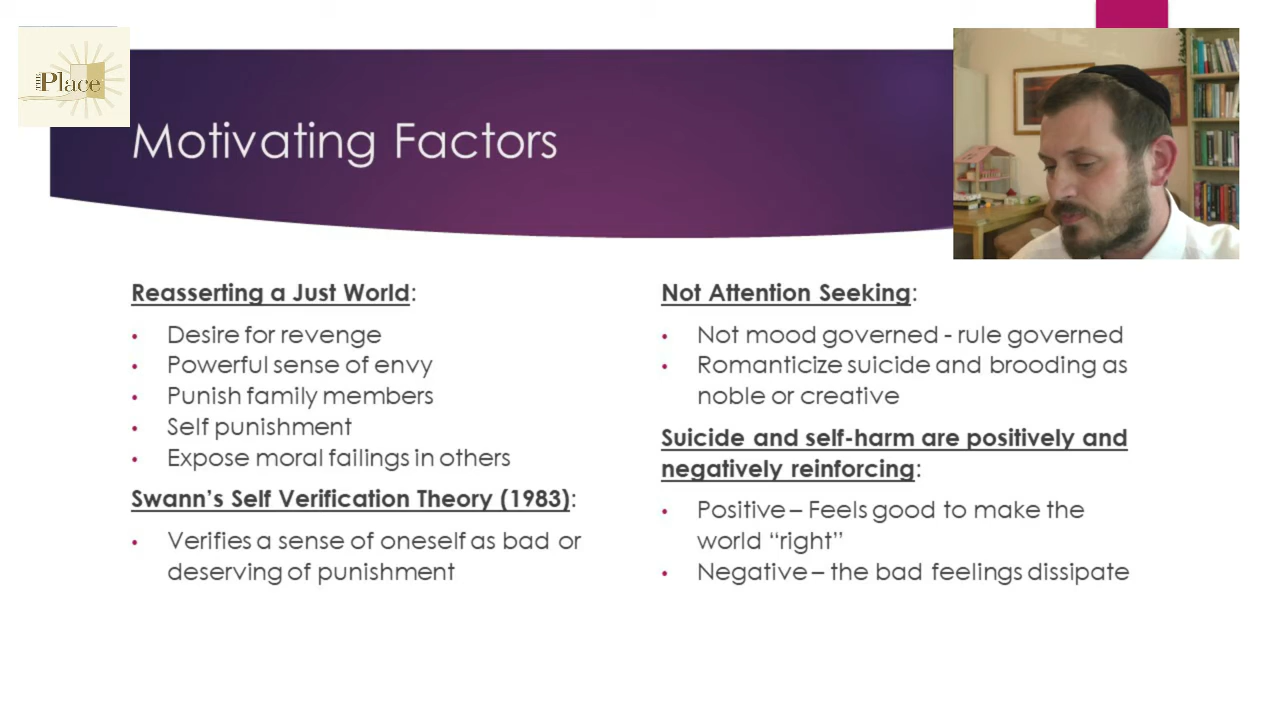 THE Place
Motivating Factors
Reasserting a Just World:
• Desire for revenge
• Powerful sense of envy
• Punish family members
• Self punishment
• Expose moral failings in others
Swann's Self Verification Theory (1983):
• Verifies a sense of oneself as bad or
deserving of punishment
Not Attention Seeking:
• Not mood governed - rule governed
• Romanticize suicide and brooding as
noble or creative
Suicide and self-harm are positively and
negatively reinforcing:
• Positive – Feels good to make the
world “right”
• Negative – the bad feelings dissipate